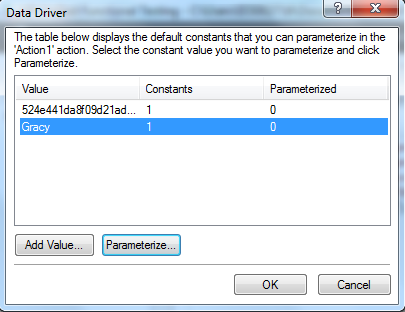 Data Driver
The table below displays the default constants that you can parameterize in the
'Action1' action. Select the constant value you want to parameterize and click
Parameterize.
Value Constants Parameterized
524e441da8f09d21ad... 1 0
Gracy 1 0
Add Value... Parameterize...
OK Cancel